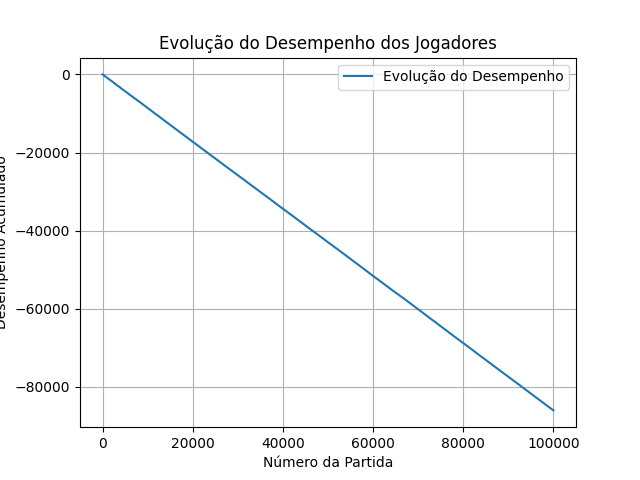 Evolução do Desempenho dos Jogadores
Evolução do Desempenho
0
−20000
−40000
−60000
−80000
Desempenho Acumulado
0 20000 40000 60000 80000 100000
Número da Partida